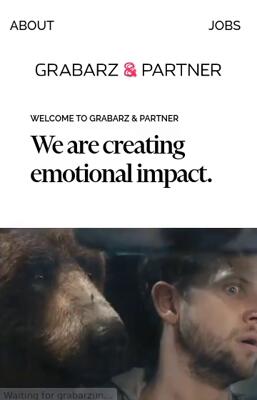 ABOUT
JOBS
GRABARZ & PARTNER
WELCOME TO GRABARZ & PARTNER
We are creating
emotional impact.
Waiting for grabarzun...